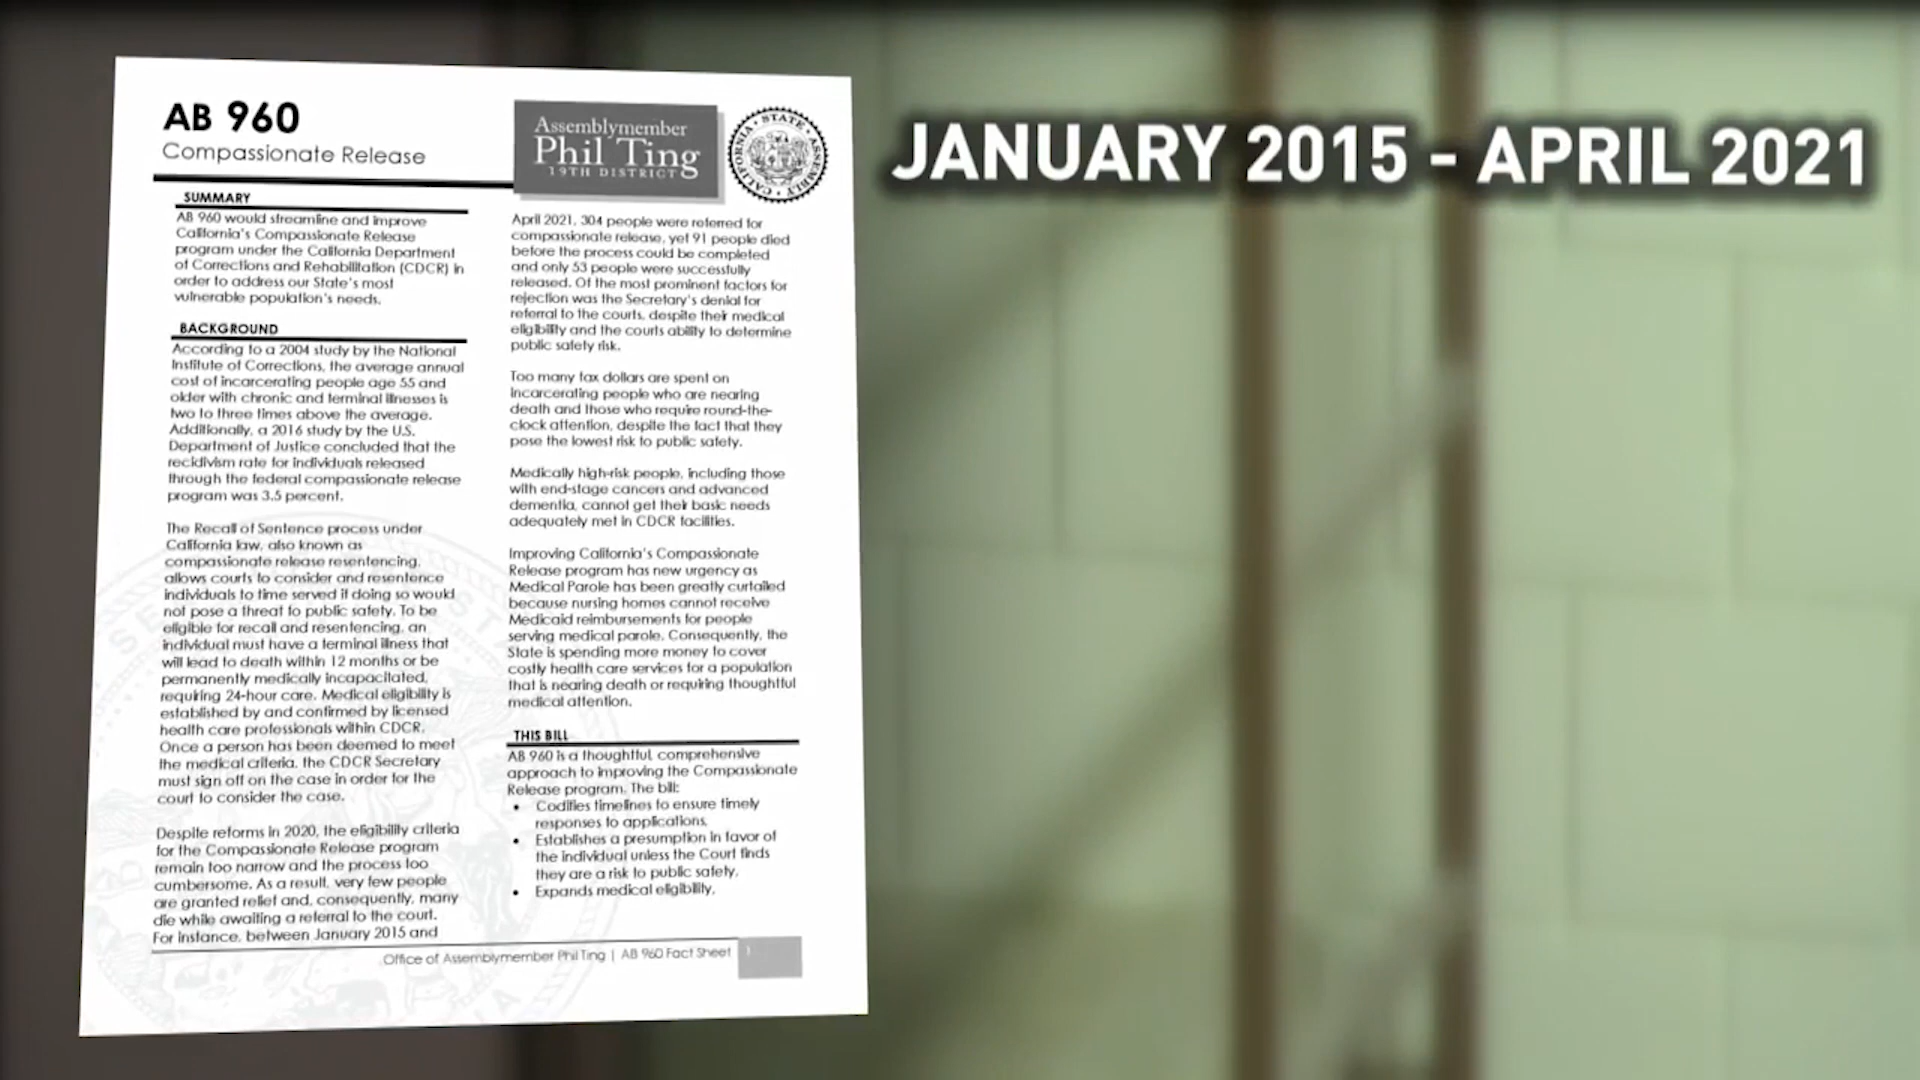 AB 960
Compassionate Release
Assemblymember
Phil Ting
19TH DISTRICT
CALIFORNIA STATE ASSEMBLY
JANUARY 2015 - APRIL 2021
SUMMARY
AB 960 would streamline and improve
California's Compassionate Release
program under the California Department
of Corrections and Rehabilitation (CDCR) in
order to address our State's most
vulnerable population's needs.
BACKGROUND
According to a 2004 study by the National
Institute of Corrections, the average annual
cost of incarcerating people age 55 and
older with chronic and terminal illnesses is
two to three times above the average.
Additionally, a 2016 study by the U.S.
Department of Justice concluded that the
recidivism rate for individuals released
through the federal compassionate release
program was 3.5 percent.
The Recall of Sentence process under
California law, also known as
compassionate release resentencing,
allows courts to consider and resentence
individuals to time served if doing so would
not pose a threat to public safety. To be
eligible for recall and resentencing, an
individual must have a terminal illness that
will lead to death within 12 months or be
permanently medically incapacitated,
requiring 24-hour care. Medical eligibility is
established by and confirmed by licensed
health care professionals within CDCR.
Once a person has been deemed to meet
the medical criteria, the CDCR Secretary
must sign off on the case in order for the
court to consider the case.
Despite reforms in 2020, the eligibility criteria
for the Compassionate Release program
remain too narrow and the process too
cumbersome. As a result, very few people
are granted relief and, consequently, many
die while awaiting a referral to the court.
For instance, between January 2015 and
April 2021, 304 people were referred for
compassionate release, yet 91 people died
before the process could be completed
and only 53 people were successfully
released. Of the most prominent factors for
rejection was the Secretary's denial for
referral to the courts, despite their medical
eligibility and the courts ability to determine
public safety risk.
Too many tax dollars are spent on
incarcerating people who are nearing
death and those who require round-the-
clock attention, despite the fact that they
pose the lowest risk to public safety.
Medically high-risk people, including those
with end-stage cancers and advanced
dementia, cannot get their basic needs
adequately met in CDCR facilities.
Improving California's Compassionate
Release program has new urgency as
Medical Parole has been greatly curtailed
because nursing homes cannot receive
Medicaid reimbursements for people
serving medical parole. Consequently, the
State is spending more money to cover
costly health care services for a population
that is nearing death or requiring thoughtful
medical attention.
THIS BILL
AB 960 is a thoughtful, comprehensive
approach to improving the Compassionate
Release program. The bill:
• Codifies timelines to ensure timely
responses to applications.
• Establishes a presumption in favor of
the individual unless the Court finds
they are a risk to public safety.
• Expands medical eligibility.
Office of Assemblymember Phil Ting | AB 960 Fact Sheet 1